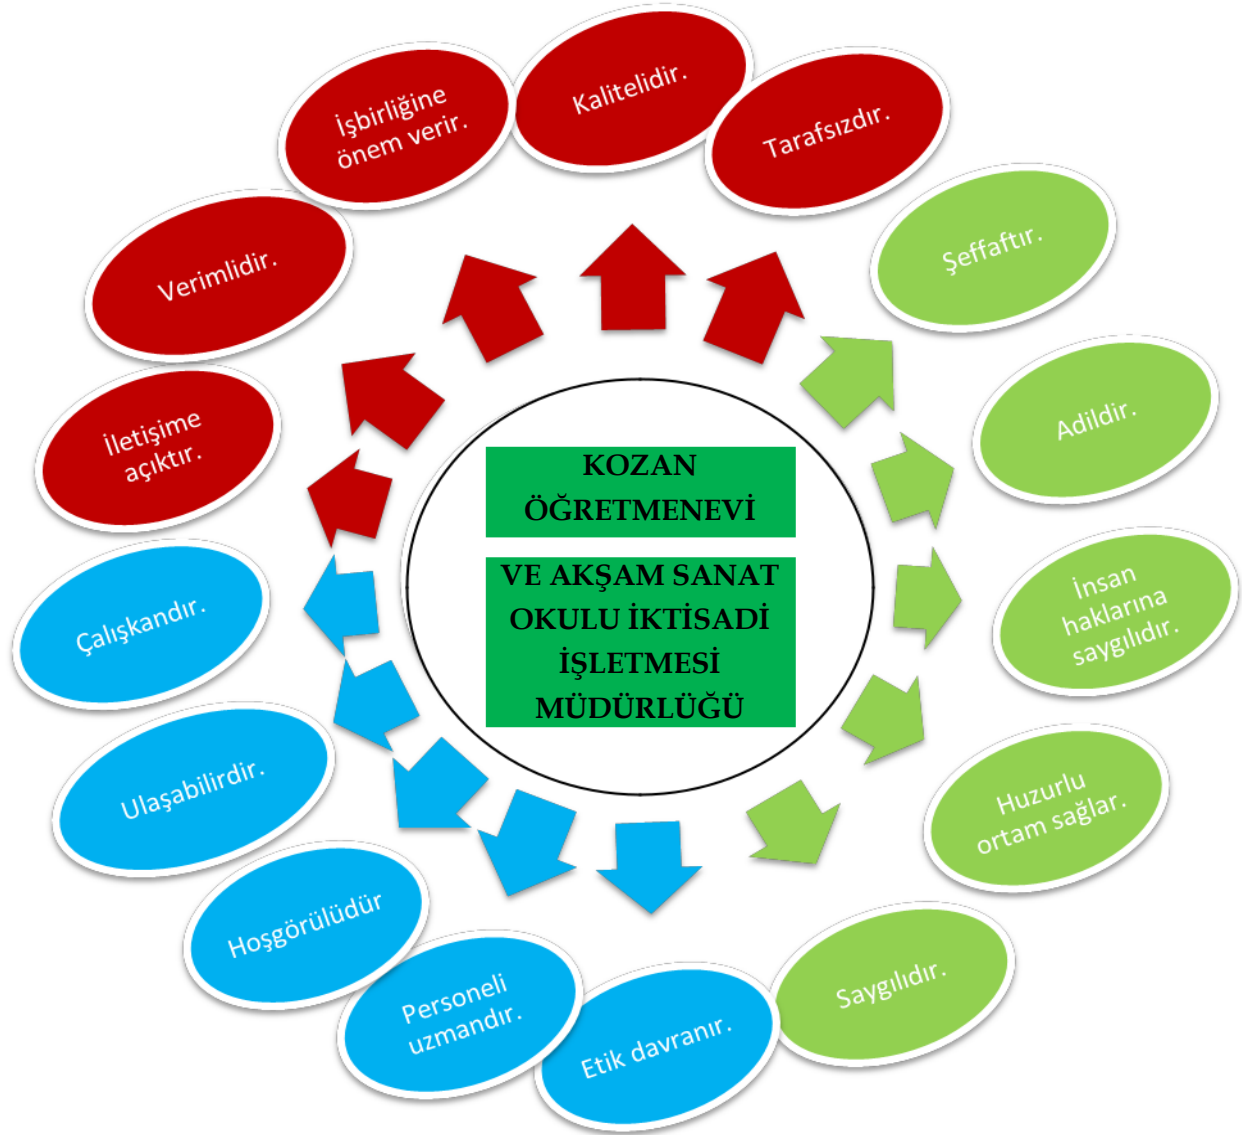 KOZAN
ÖĞRETMENEVİ
VE AKŞAM SANAT
OKULU İKTİSADİ
İŞLETMESİ
MÜDÜRLÜĞÜ
Kalitelidir.
Tarafsızdır.
Şeffaftır.
Adildir.
İnsan
haklarına
saygılıdır.
Huzurlu
ortam sağlar.
Saygılıdır.
Etik davranır.
Personeli
uzmandır.
Hoşgörülüdür
Ulaşabilirdir.
Çalışkandır.
İletişime
açıktır.
Verimlidir.
İşbirliğine
önem verir.